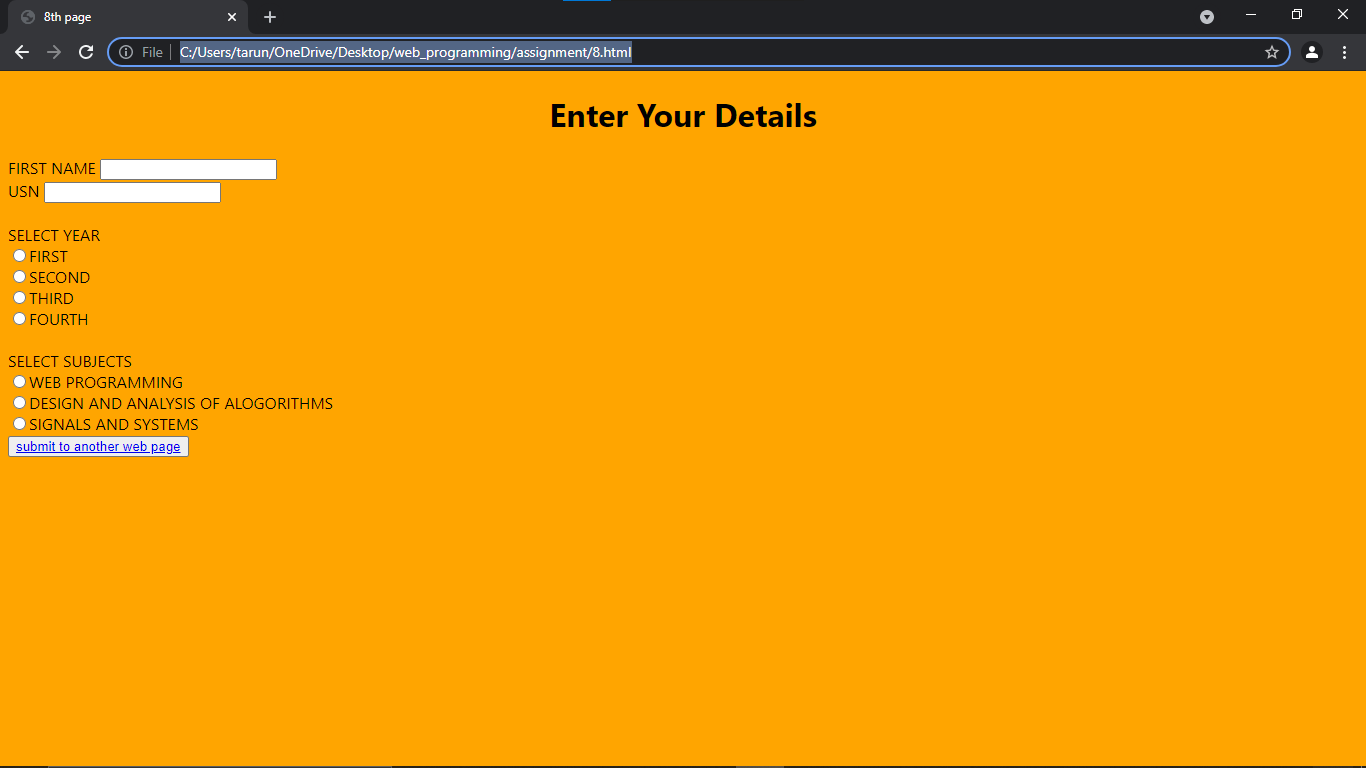 8th page
File C:/Users/tarun/OneDrive/Desktop/web_programming/assignment/8.html
Enter Your Details
FIRST NAME
USN
SELECT YEAR
FIRST
SECOND
THIRD
FOURTH
SELECT SUBJECTS
WEB PROGRAMMING
DESIGN AND ANALYSIS OF ALOGORITHMS
SIGNALS AND SYSTEMS
submit to another web page